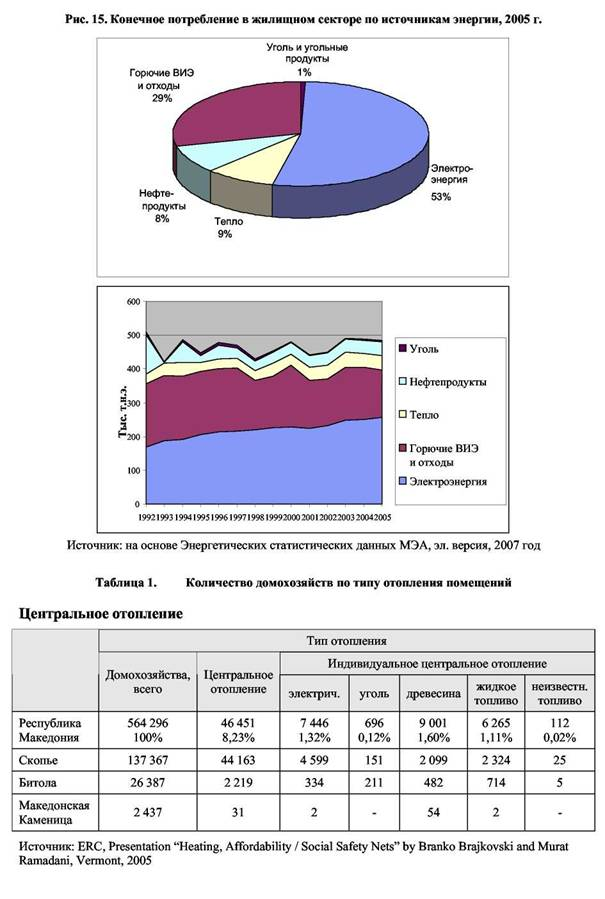 Рис. 15. Конечное потребление в жилищном секторе по источникам энергии, 2005 г.
Уголь и угольные
продукты
1%
Горючие ВИЭ
и отходы
29%
Электро-
энергия
53%
Нефте-
продукты
8%
Тепло
9%
600
500
400
300
200
100
0
Тыс. т.н.э.
1992 1993 1994 1995 1996 1997 1998 1999 2000 2001 2002 2003 2004 2005
Уголь
Нефтепродукты
Тепло
Горючие ВИЭ
и отходы
Электроэнергия
Источник: на основе Энергетических статистических данных МЭА, эл. версия, 2007 год
Таблица 1. Количество домохозяйств по типу отопления помещений
Центральное отопление
Тип отопления
Домохозяйства,
всего
Центральное
отопление
Индивидуальное центральное отопление
электрич. уголь древесина жидкое
топливо неизвестн.
топливо
Республика 564 296 46 451 7 446 696 9 001 6 265 112
Македония 100% 8,23% 1,32% 0,12% 1,60% 1,11% 0,02%
Скопье 137 367 44 163 4 599 151 2 099 2 324 25
Битола 26 387 2 219 334 211 482 714 5
Македонская
Каменица 2 437 31 2 - 54 2 -
Источник: ERC, Presentation “Heating, Affordability / Social Safety Nets” by Branko Brajkovski and Murat
Ramadani, Vermont, 2005